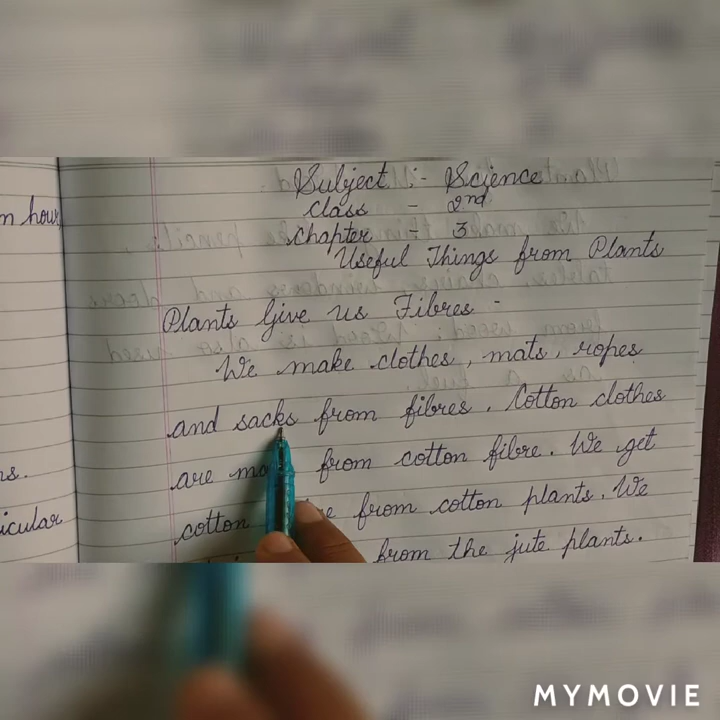 Subject :- Science
Class - 2nd
Chapter - 3
Useful Things from Plants
Plants Give us Fibres -
We make clothes, mats, ropes
and sacks from fibres. Cotton clothes
are from cotton fibre. We get
cotton from cotton plants. We
from the jute plants.
hour
icular
MYMOVIE